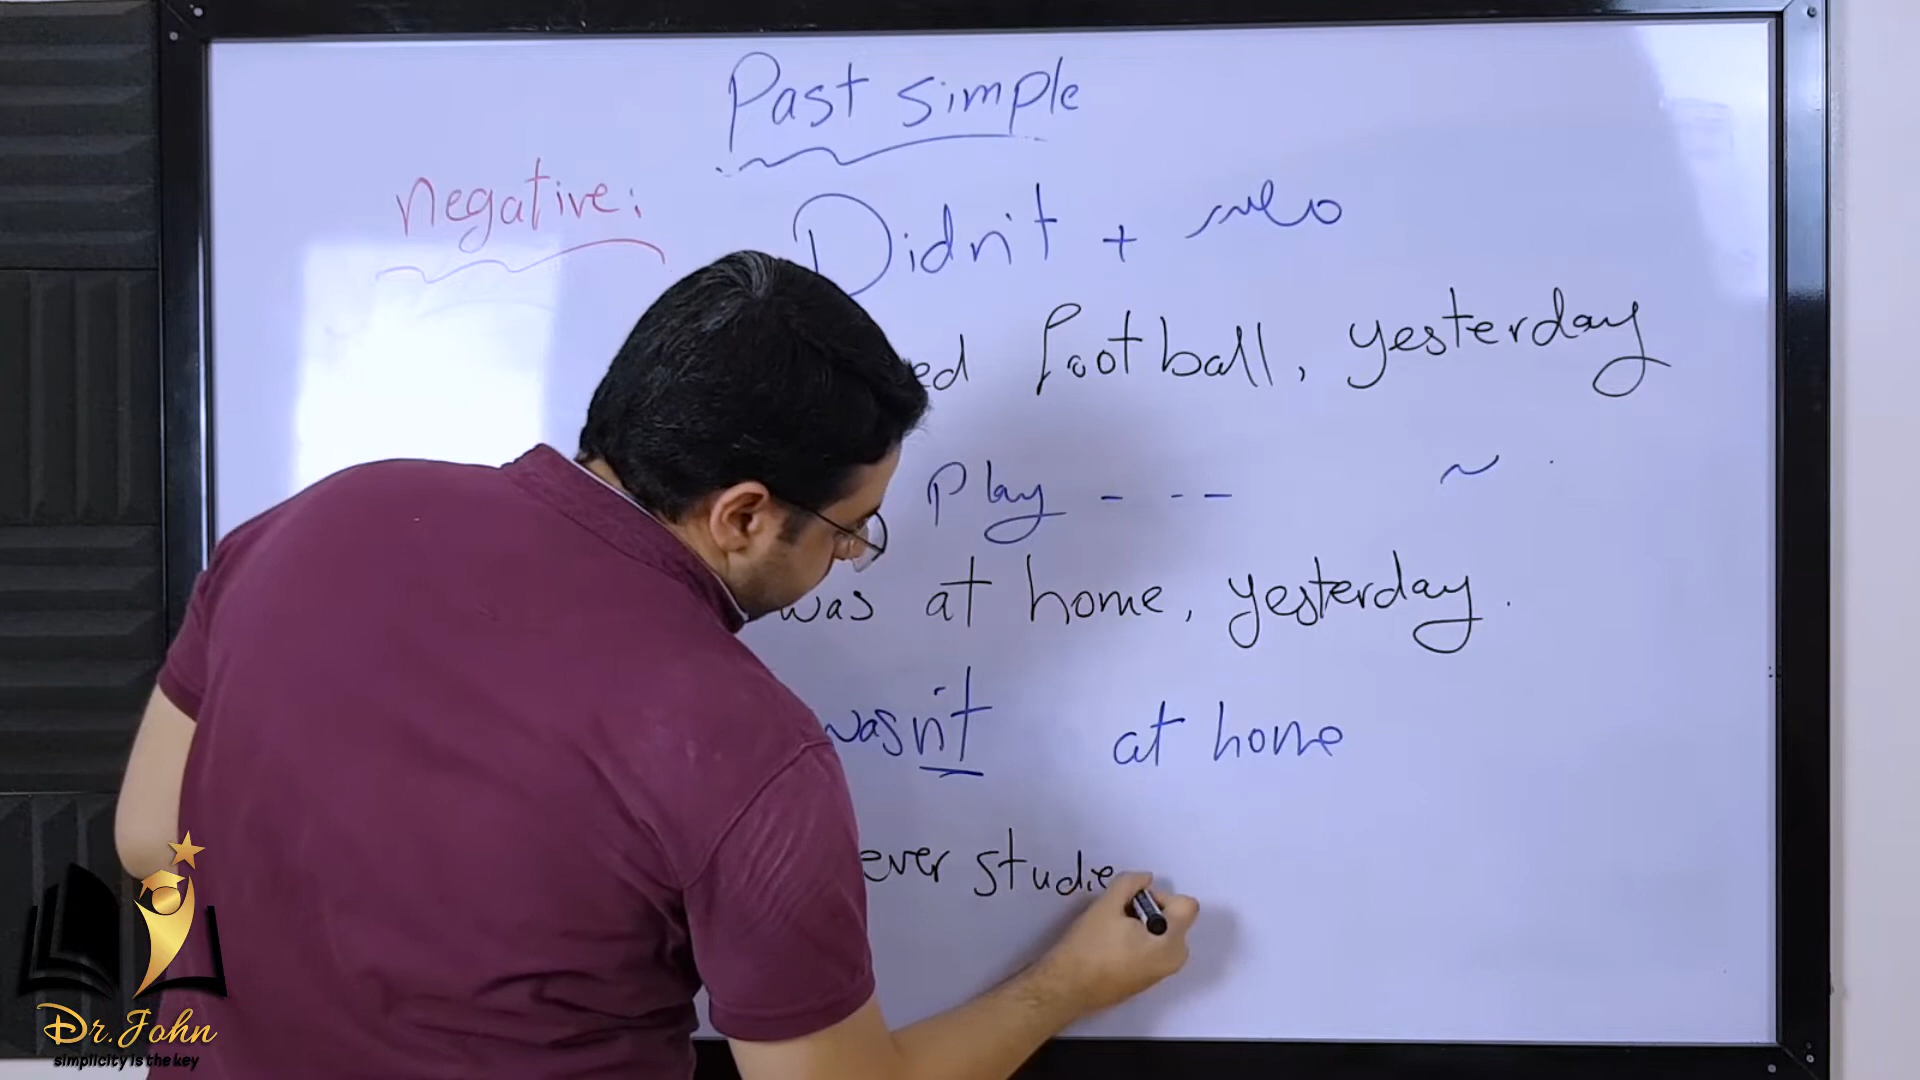 Past simple
negative:
Didn't + مصدر
ed football, yesterday
Play - - -
was at home, yesterday.
wasn't at home
ever studie
Dr. John
simplicity is the key